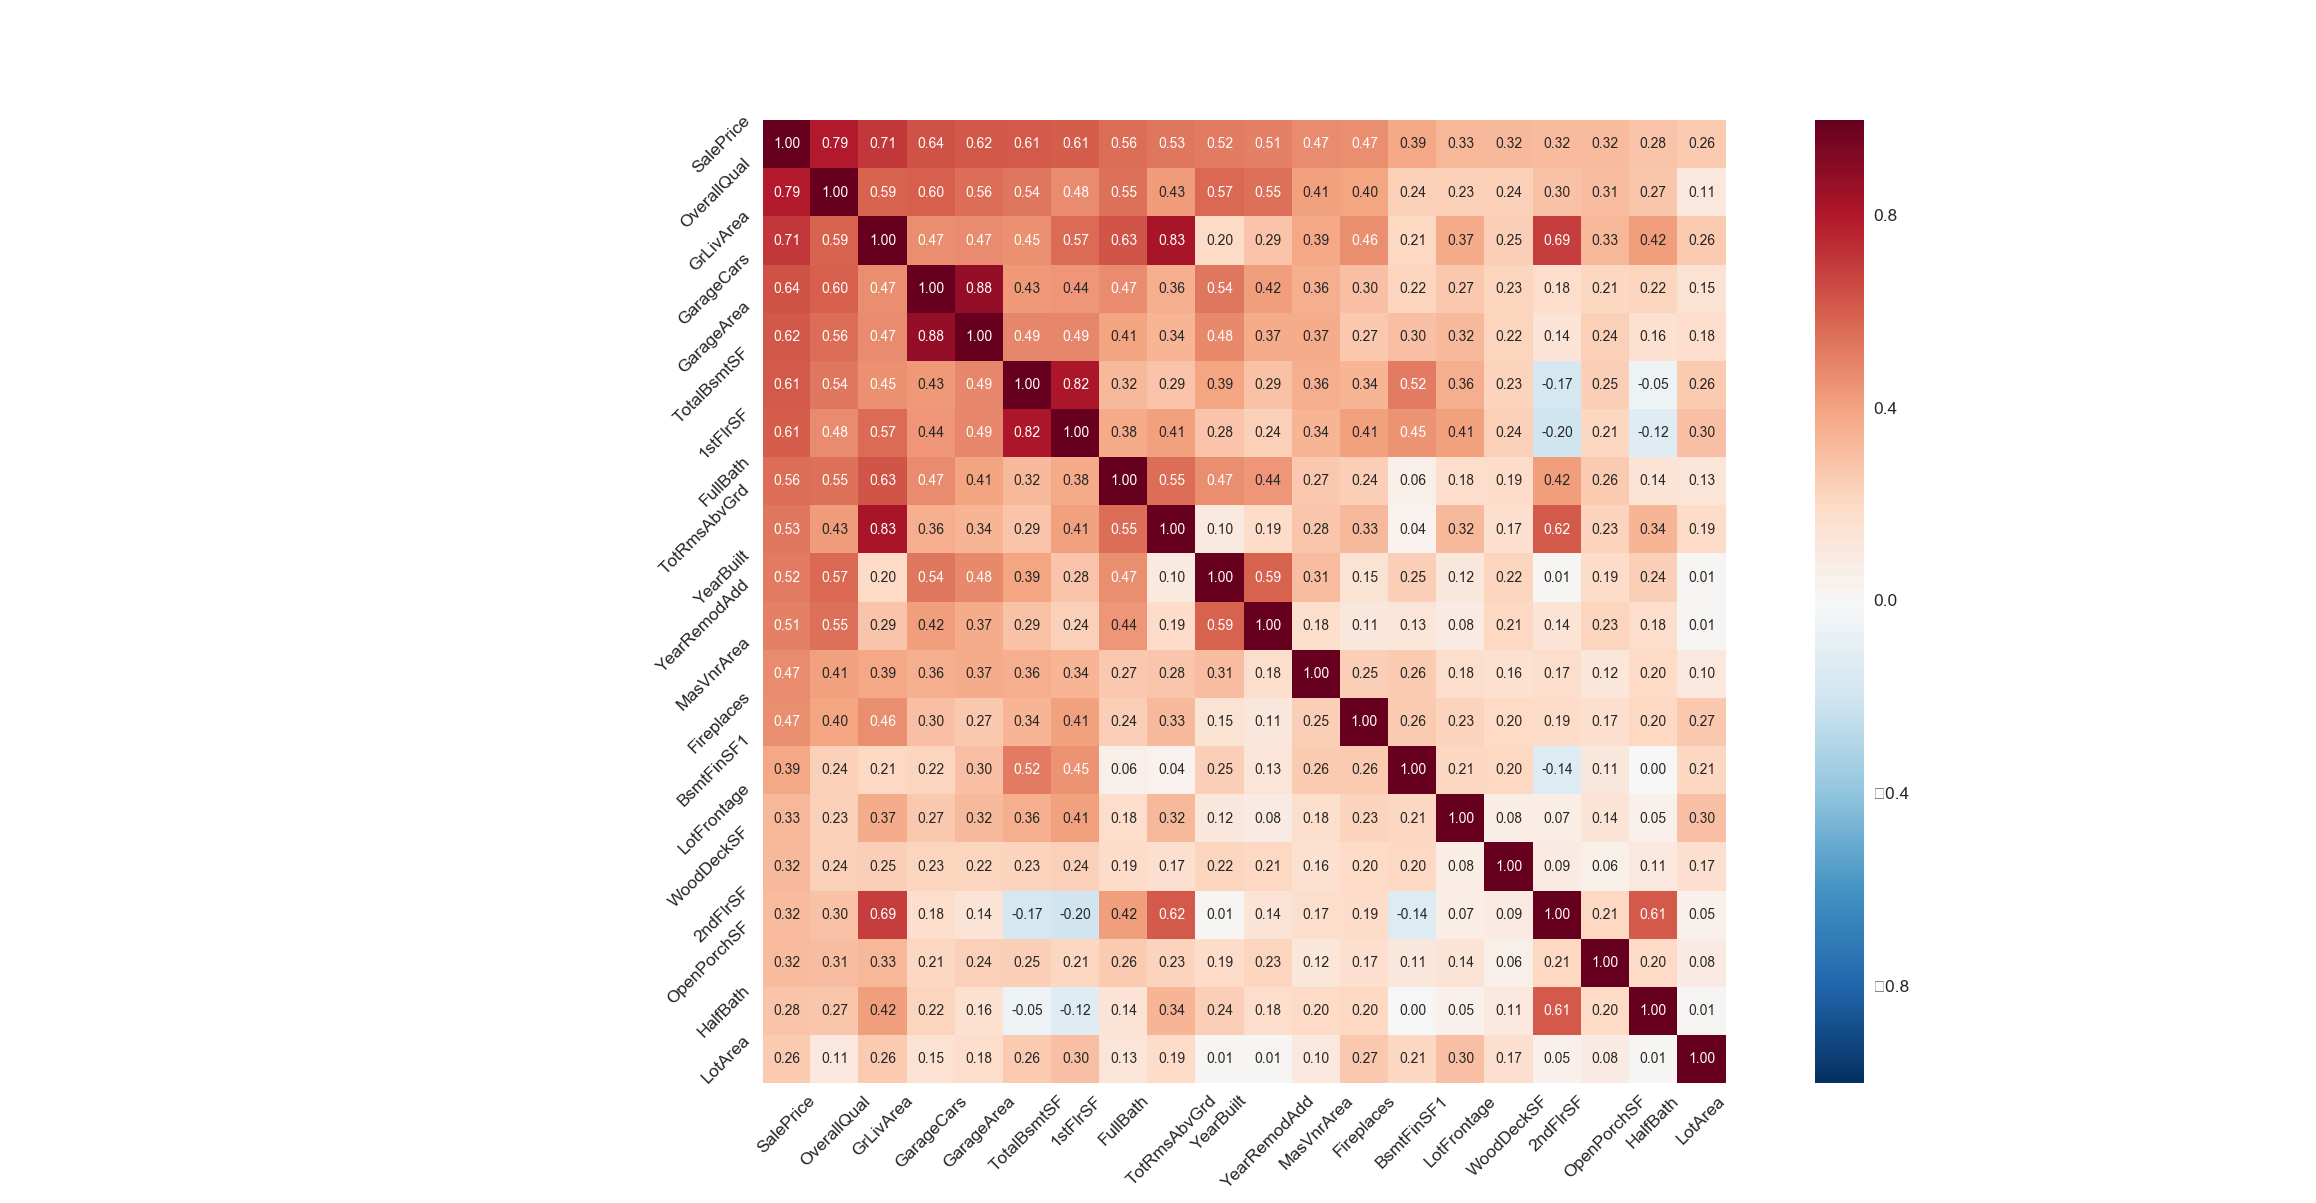 SalePrice 1.00 0.79 0.71 0.64 0.62 0.61 0.61 0.56 0.53 0.52 0.51 0.47 0.47 0.39 0.33 0.32 0.32 0.32 0.28 0.26
OverallQual 0.79 1.00 0.59 0.60 0.56 0.54 0.48 0.55 0.43 0.57 0.55 0.41 0.40 0.24 0.23 0.24 0.30 0.31 0.27 0.11
0.8
GrLivArea 0.71 0.59 1.00 0.47 0.47 0.45 0.57 0.63 0.83 0.20 0.29 0.39 0.46 0.21 0.37 0.25 0.69 0.33 0.42 0.26
GarageCars 0.64 0.60 0.47 1.00 0.88 0.43 0.44 0.47 0.36 0.54 0.42 0.36 0.30 0.22 0.27 0.23 0.18 0.21 0.22 0.15
GarageArea 0.62 0.56 0.47 0.88 1.00 0.49 0.49 0.41 0.34 0.48 0.37 0.37 0.27 0.30 0.32 0.22 0.14 0.24 0.16 0.18
TotalBsmtSF 0.61 0.54 0.45 0.43 0.49 1.00 0.82 0.32 0.29 0.39 0.29 0.36 0.34 0.52 0.36 0.23 -0.17 0.25 -0.05 0.26
0.4
1stFlrSF 0.61 0.48 0.57 0.44 0.49 0.82 1.00 0.38 0.41 0.28 0.24 0.34 0.41 0.45 0.41 0.24 -0.20 0.21 -0.12 0.30
FullBath 0.56 0.55 0.63 0.47 0.41 0.32 0.38 1.00 0.55 0.47 0.44 0.27 0.24 0.06 0.18 0.19 0.42 0.26 0.14 0.13
TotRmsAbvGrd 0.53 0.43 0.83 0.36 0.34 0.29 0.41 0.55 1.00 0.10 0.19 0.28 0.33 0.04 0.32 0.17 0.62 0.23 0.34 0.19
YearBuilt 0.52 0.57 0.20 0.54 0.48 0.39 0.28 0.47 0.10 1.00 0.59 0.31 0.15 0.25 0.12 0.22 0.01 0.19 0.24 0.01
0.0
YearRemodAdd 0.51 0.55 0.29 0.42 0.37 0.29 0.24 0.44 0.19 0.59 1.00 0.18 0.11 0.13 0.08 0.21 0.14 0.23 0.18 0.01
MasVnrArea 0.47 0.41 0.39 0.36 0.37 0.36 0.34 0.27 0.28 0.31 0.18 1.00 0.25 0.26 0.18 0.16 0.17 0.12 0.20 0.10
Fireplaces 0.47 0.40 0.46 0.30 0.27 0.34 0.41 0.24 0.33 0.15 0.11 0.25 1.00 0.26 0.23 0.20 0.19 0.17 0.20 0.27
BsmtFinSF1 0.39 0.24 0.21 0.22 0.30 0.52 0.45 0.06 0.04 0.25 0.13 0.26 0.26 1.00 0.21 0.20 -0.14 0.11 0.00 0.21
□0.4
LotFrontage 0.33 0.23 0.37 0.27 0.32 0.36 0.41 0.18 0.32 0.12 0.08 0.18 0.23 0.21 1.00 0.08 0.07 0.14 0.05 0.30
WoodDeckSF 0.32 0.24 0.25 0.23 0.22 0.23 0.24 0.19 0.17 0.22 0.21 0.16 0.20 0.20 0.08 1.00 0.09 0.06 0.11 0.17
2ndFlrSF 0.32 0.30 0.69 0.18 0.14 -0.17 -0.20 0.42 0.62 0.01 0.14 0.17 0.19 -0.14 0.07 0.09 1.00 0.21 0.61 0.05
OpenPorchSF 0.32 0.31 0.33 0.21 0.24 0.25 0.21 0.26 0.23 0.19 0.23 0.12 0.17 0.11 0.14 0.06 0.21 1.00 0.20 0.08
□0.8
HalfBath 0.28 0.27 0.42 0.22 0.16 -0.05 -0.12 0.14 0.34 0.24 0.18 0.20 0.20 0.00 0.05 0.11 0.61 0.20 1.00 0.01
LotArea 0.26 0.11 0.26 0.15 0.18 0.26 0.30 0.13 0.19 0.01 0.01 0.10 0.27 0.21 0.30 0.17 0.05 0.08 0.01 1.00
SalePrice OverallQual GrLivArea GarageCars GarageArea TotalBsmtSF 1stFlrSF FullBath TotRmsAbvGrd YearBuilt YearRemodAdd MasVnrArea Fireplaces BsmtFinSF1 LotFrontage WoodDeckSF 2ndFlrSF OpenPorchSF HalfBath LotArea